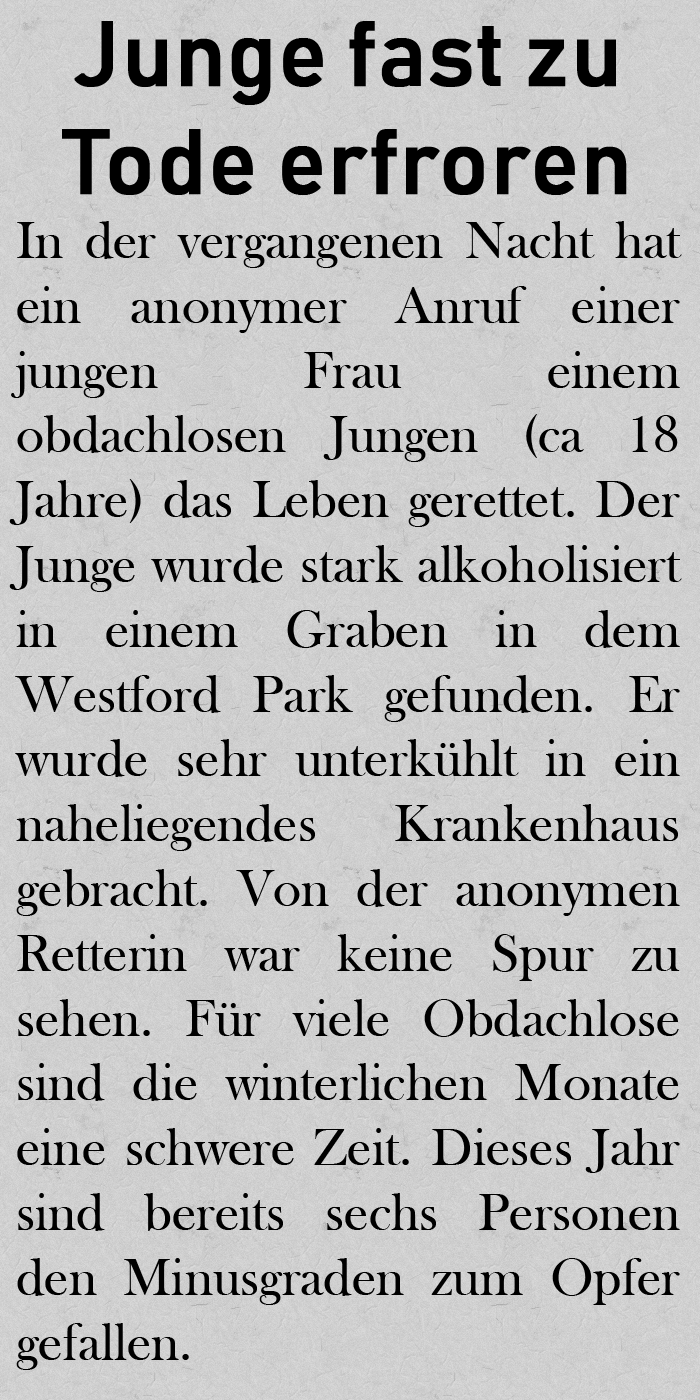 Junge fast zu
Tode erfroren
In der vergangenen Nacht hat
ein anonymer Anruf einer
jungen Frau einem
obdachlosen Jungen (ca 18
Jahre) das Leben gerettet. Der
Junge wurde stark alkoholisiert
in einem Graben in dem
Westford Park gefunden. Er
wurde sehr unterkühlt in ein
naheliegendes Krankenhaus
gebracht. Von der anonymen
Retterin war keine Spur zu
sehen. Für viele Obdachlose
sind die winterlichen Monate
eine schwere Zeit. Dieses Jahr
sind bereits sechs Personen
den Minusgraden zum Opfer
gefallen.